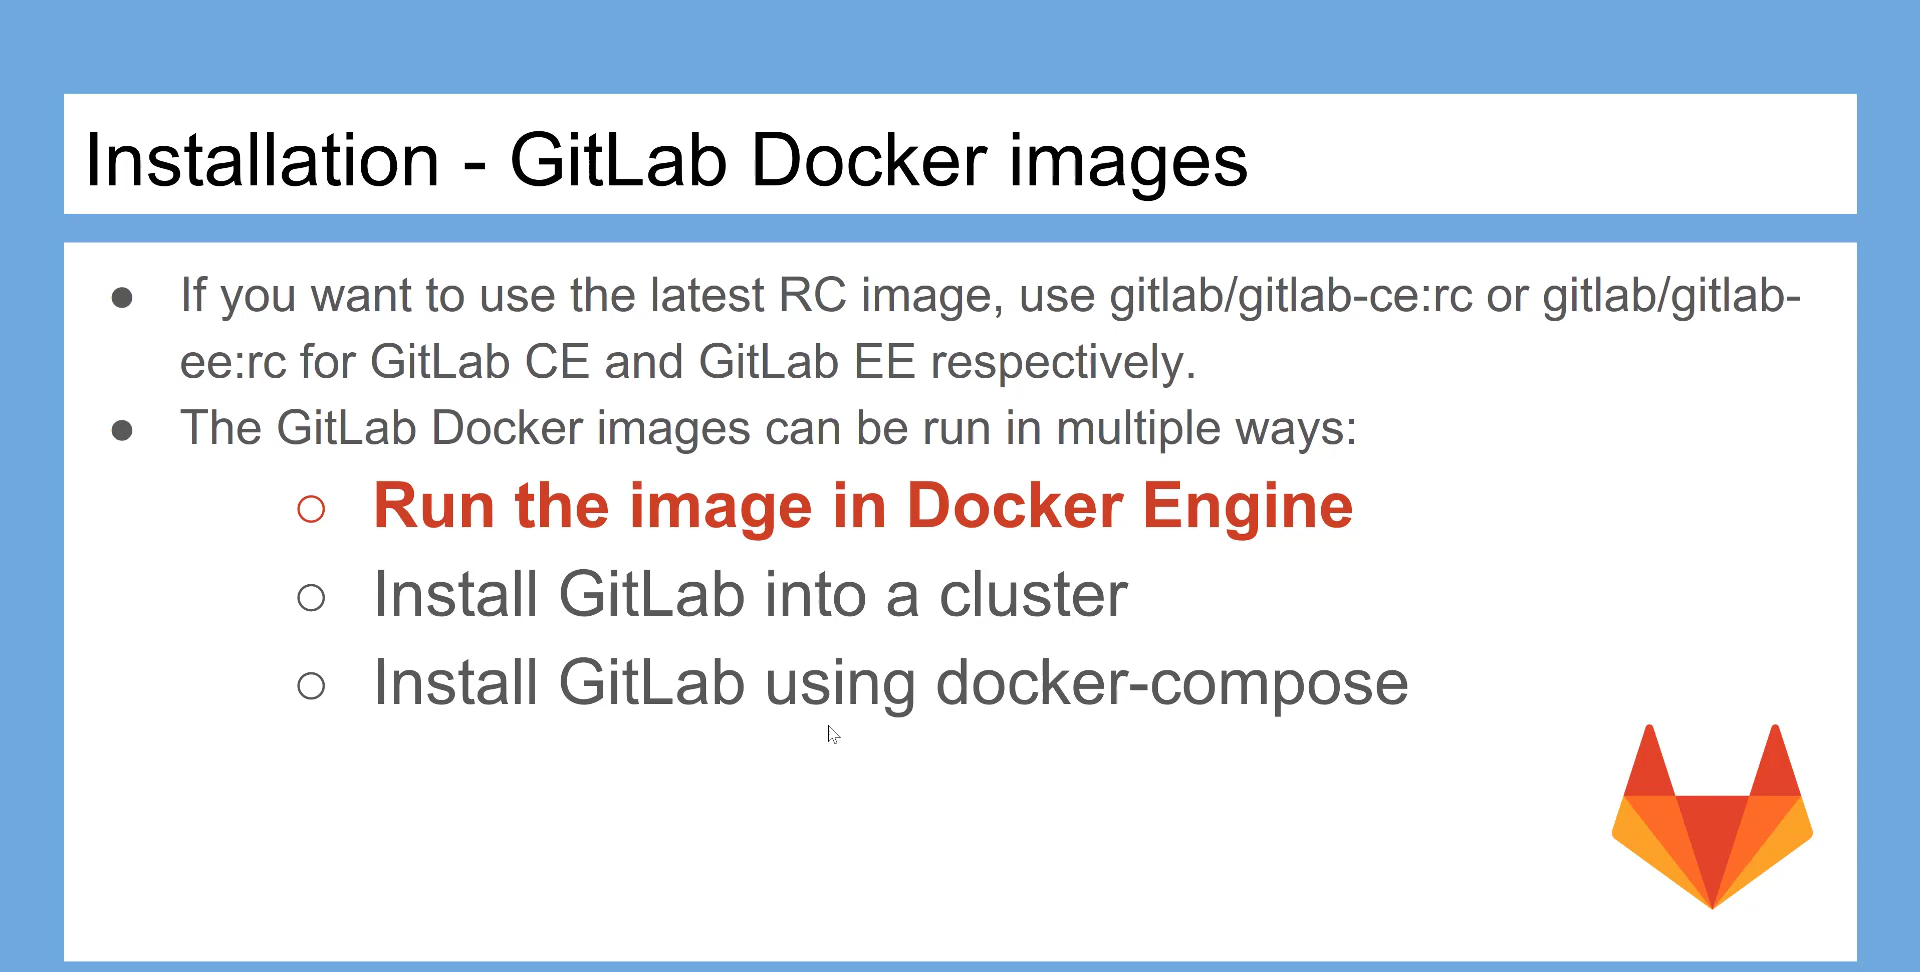 Installation - GitLab Docker images
● If you want to use the latest RC image, use gitlab/gitlab-ce:rc or gitlab/gitlab-
ee:rc for GitLab CE and GitLab EE respectively.
● The GitLab Docker images can be run in multiple ways:
○ Run the image in Docker Engine
○ Install GitLab into a cluster
○ Install GitLab using docker-compose